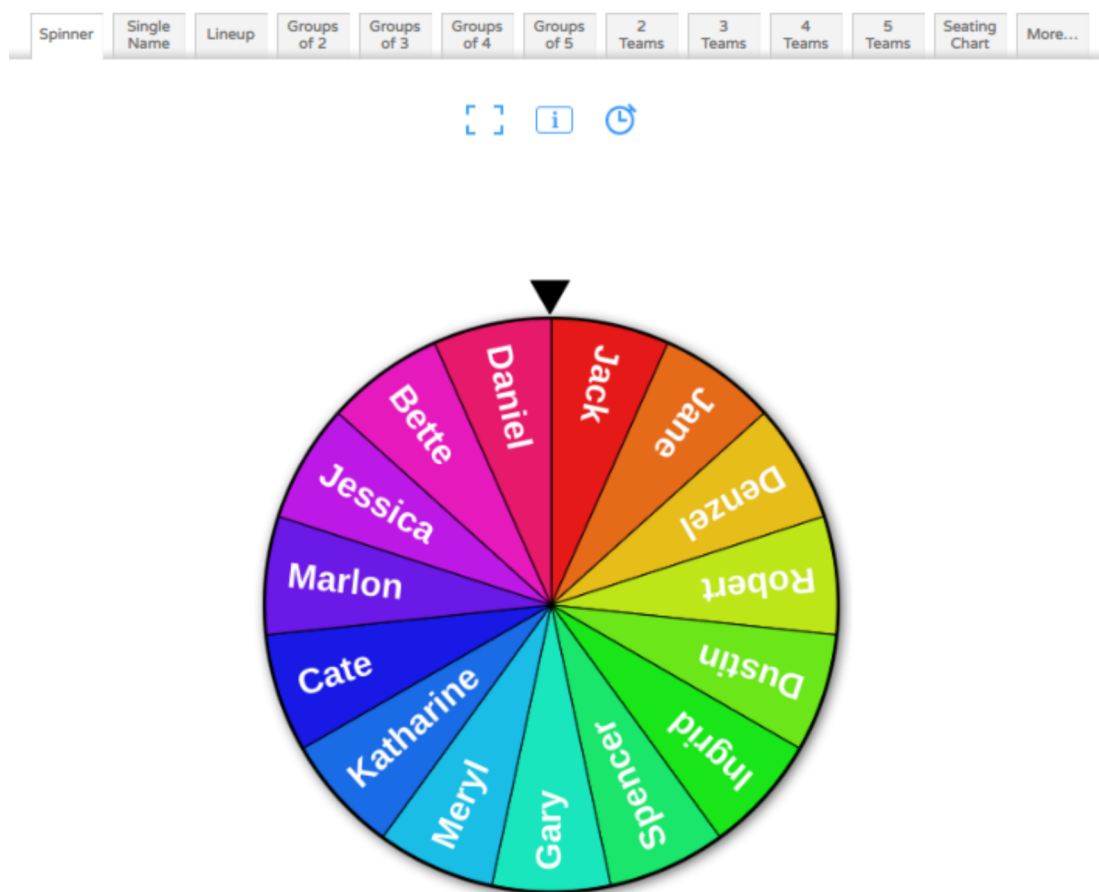 Spinner
Single
Name
Lineup
Groups
of 2
Groups
of 3
Groups
of 4
Groups
of 5
2
Teams
3
Teams
4
Teams
5
Teams
Seating
Chart
More...
i
Jack
Jane
Denzel
Robert
Dustin
Ingrid
Spencer
Gary
Meryl
Katharine
Cate
Marlon
Jessica
Bette
Daniel